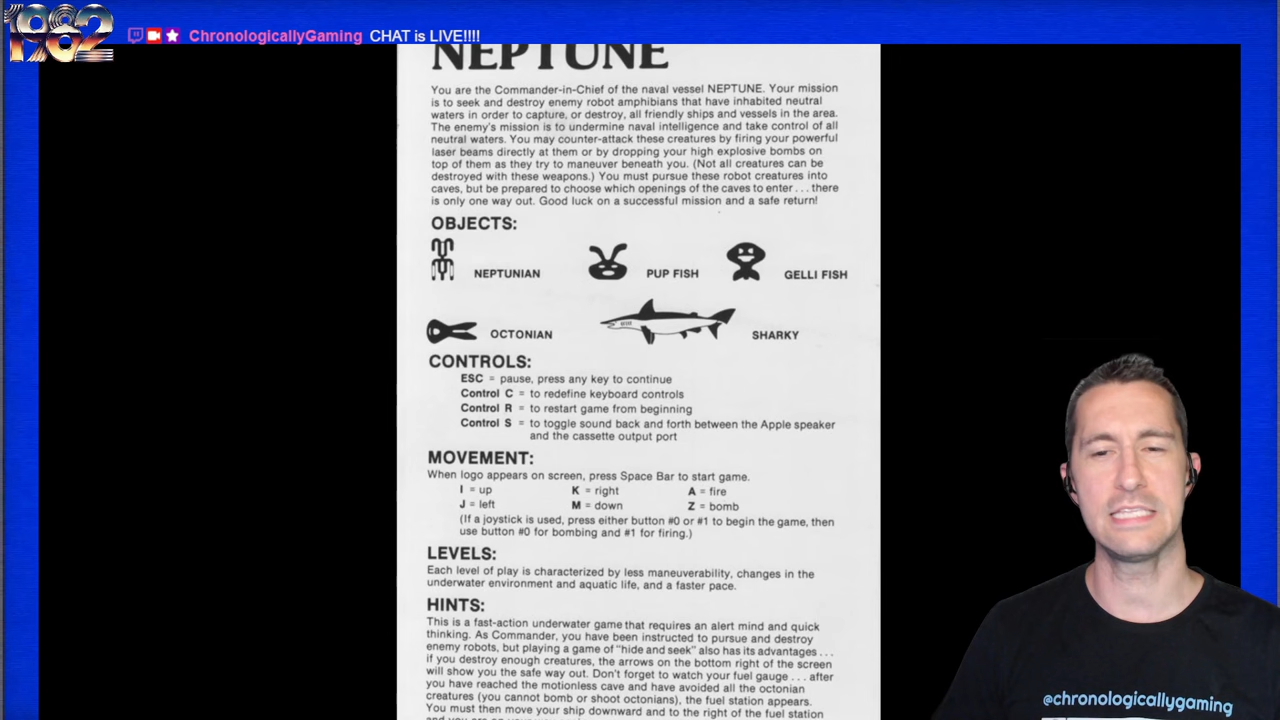 1982
ChronologicallyGaming CHAT is LIVE!!!!
NEPTUNE
You are the Commander-in-Chief of the naval vessel NEPTUNE. Your mission
is to seek and destroy enemy robot amphibians that have inhabited neutral
waters in order to capture, or destroy, all friendly ships and vessels in the area.
The enemy's mission is to undermine naval intelligence and take control of all
neutral waters. You may counter-attack these creatures by firing your powerful
laser beams directly at them or by dropping your high explosive bombs on
top of them as they try to maneuver beneath you. (Not all creatures can be
destroyed with these weapons.) You must pursue these robot creatures into
caves, but be prepared to choose which openings of the caves to enter . . . there
is only one way out. Good luck on a successful mission and a safe return!
OBJECTS:
NEPTUNIAN PUP FISH GELLI FISH
OCTONIAN SHARKY
CONTROLS:
ESC = pause, press any key to continue
Control C = to redefine keyboard controls
Control R = to restart game from beginning
Control S = to toggle sound back and forth between the Apple speaker
and the cassette output port
MOVEMENT:
When logo appears on screen, press Space Bar to start game.
I = up K = right A = fire
J = left M = down Z = bomb
(If a joystick is used, press either button #0 or #1 to begin the game, then
use button #0 for bombing and #1 for firing.)
LEVELS:
Each level of play is characterized by less maneuverability, changes in the
underwater environment and aquatic life, and a faster pace.
HINTS:
This is a fast-action underwater game that requires an alert mind and quick
thinking. As Commander, you have been instructed to pursue and destroy
enemy robots, but playing a game of "hide and seek" also has its advantages . . .
if you destroy enough creatures, the arrows on the bottom right of the screen
will show you the safe way out. Don't forget to watch your fuel gauge . . . after
you have reached the motionless cave and have avoided all the octonian
creatures (you cannot bomb or shoot octonians), the fuel station appears.
You must then move your ship downward and to the right of the fuel station
@chronologicallygaming